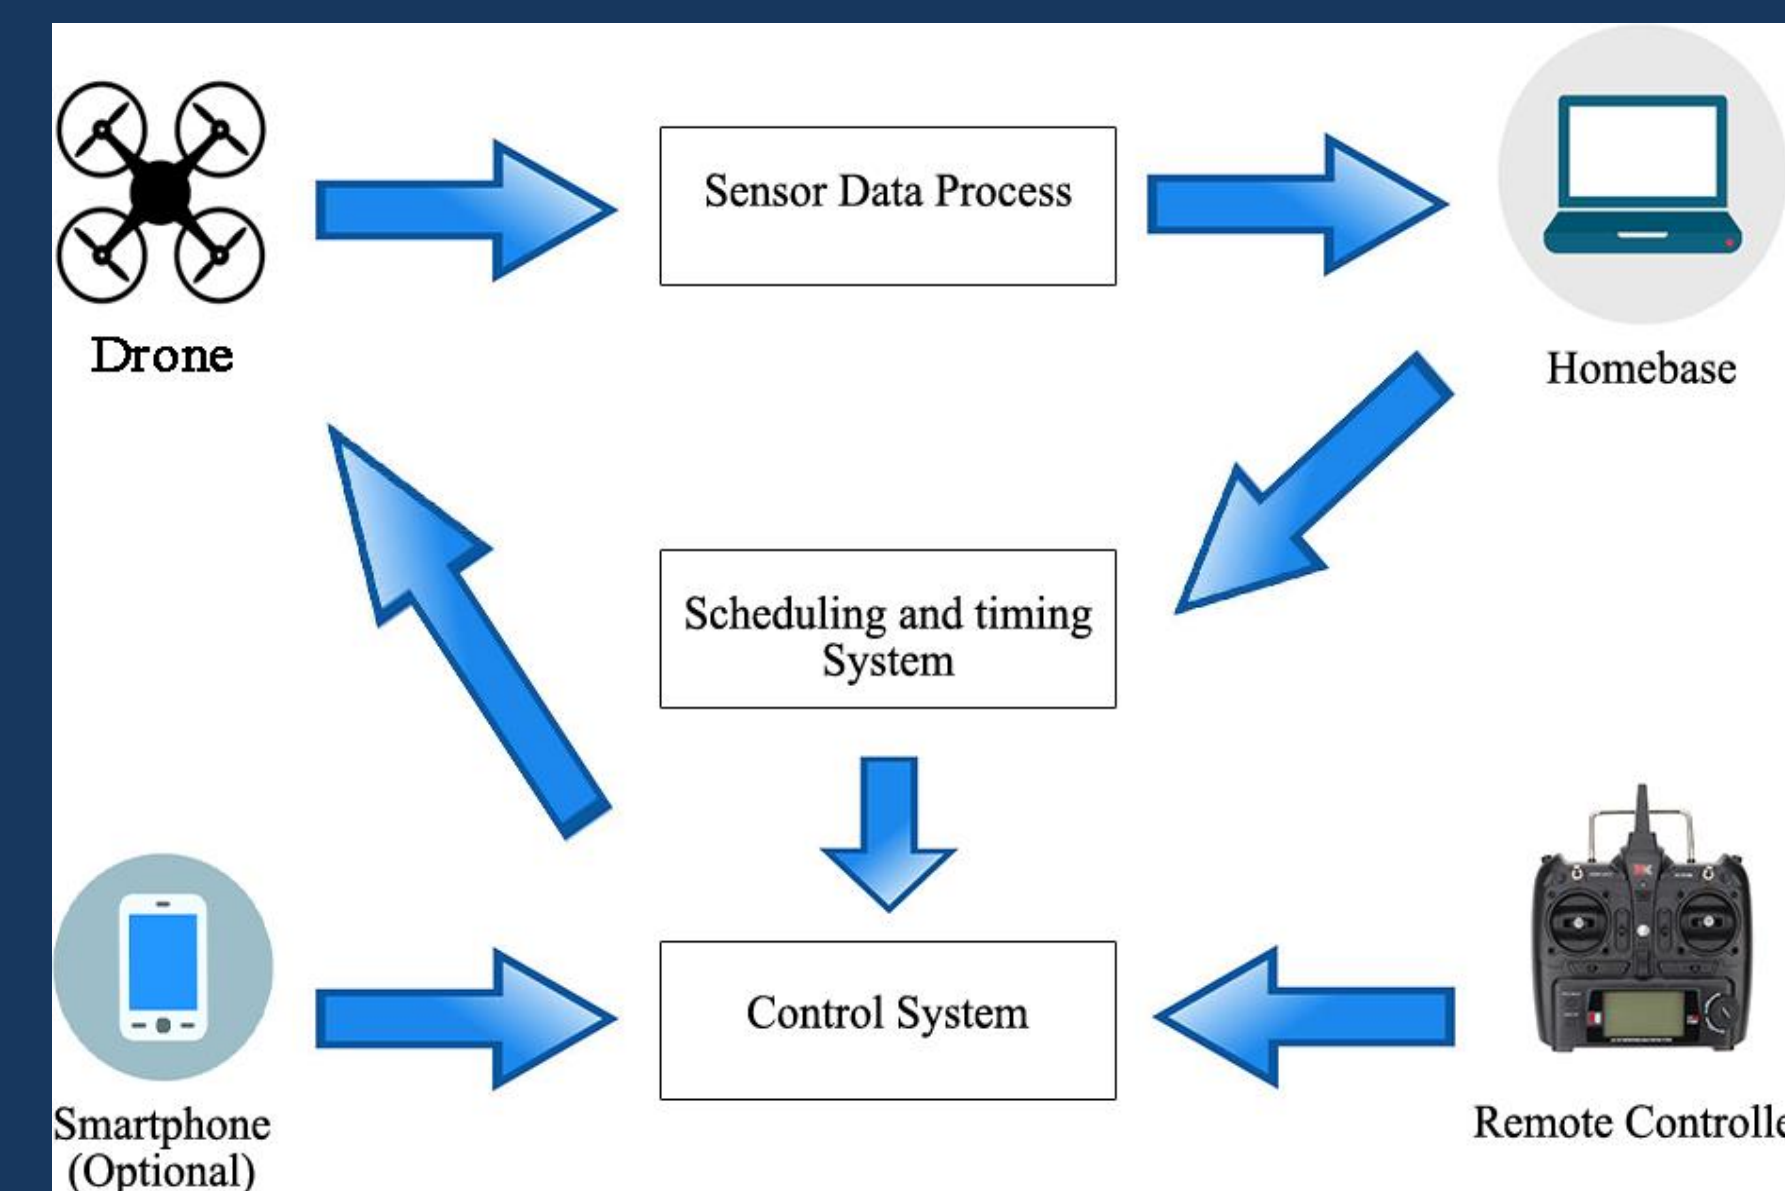 Sensor Data Process
Drone
Homebase
Scheduling and timing
System
Control System
Smartphone
(Optional)
Remote Controlle